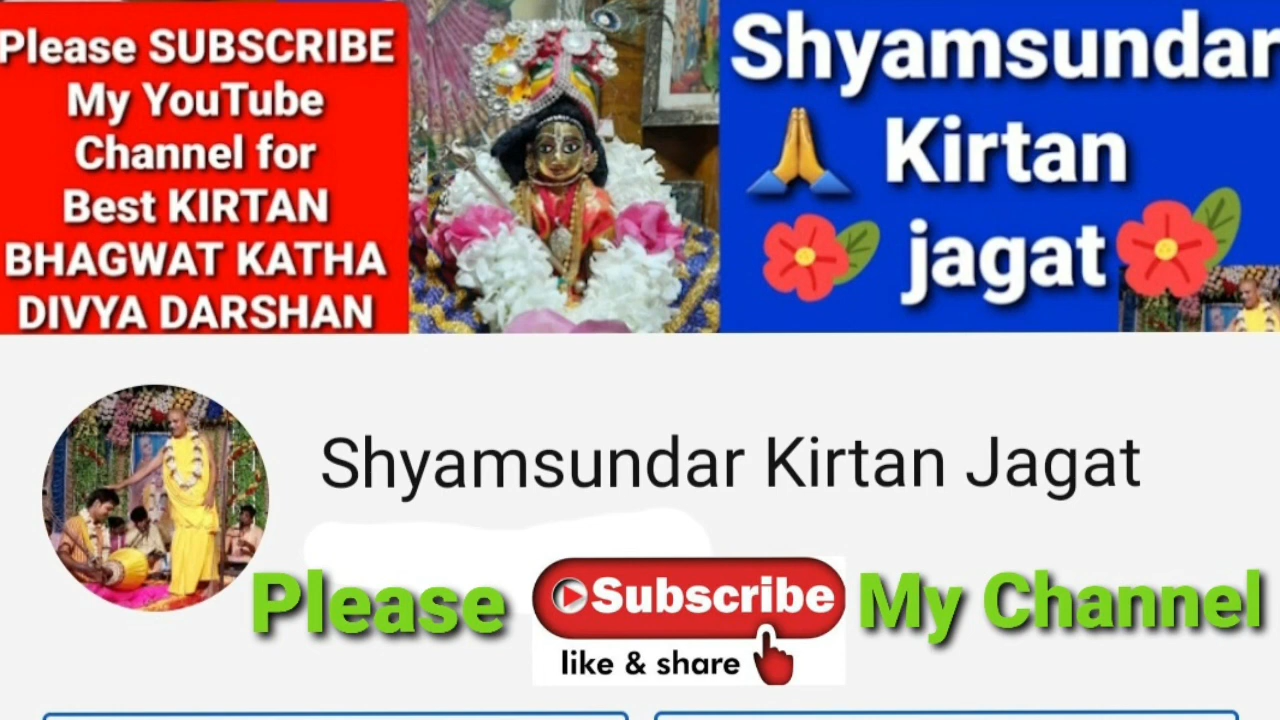 Please SUBSCRIBE
My YouTube
Channel for
Best KIRTAN
BHAGWAT KATHA
DIVYA DARSHAN
Shyamsundar
Kirtan
jagat
Shyamsundar Kirtan Jagat
Please Subscribe My Channel
like & share